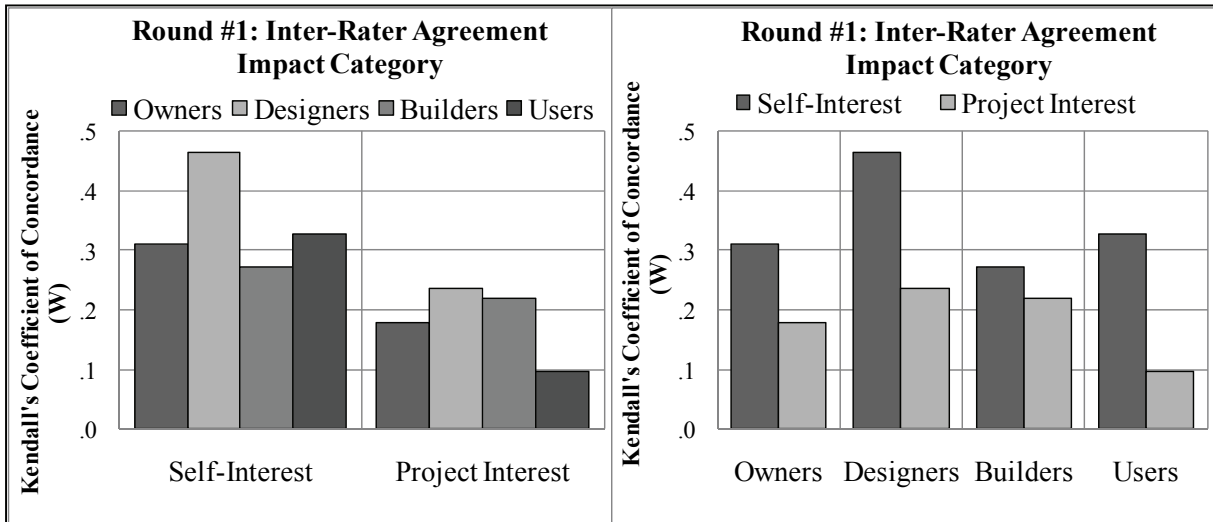 Round #1: Inter-Rater Agreement
Impact Category
Owners Designers Builders Users
Kendall's Coefficient of Concordance
(W)
.5
.4
.3
.2
.1
.0
Self-Interest Project Interest
Round #1: Inter-Rater Agreement
Impact Category
Self-Interest Project Interest
Kendall's Coefficient of Concordance
(W)
.5
.4
.3
.2
.1
.0
Owners Designers Builders Users